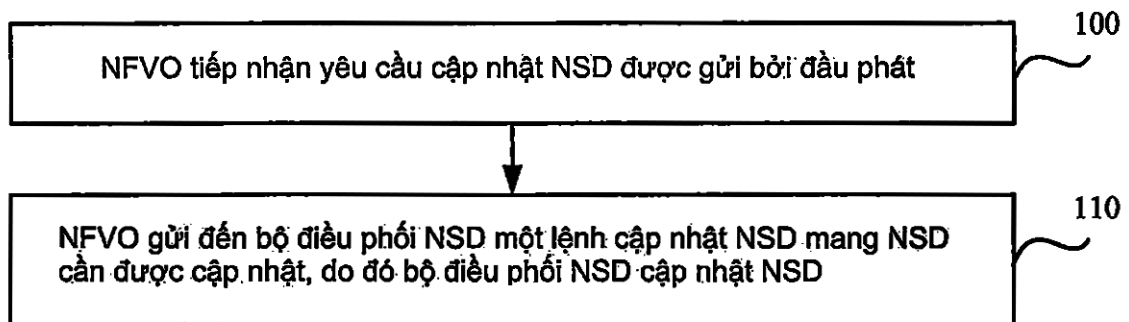 100
NFVO tiếp nhận yêu cầu cập nhật NSD được gửi bởi đầu phát
110
NFVO gửi đến bộ điều phối NSD một lệnh cập nhật NSD mang NSD
cần được cập nhật, do đó bộ điều phối NSD cập nhật NSD